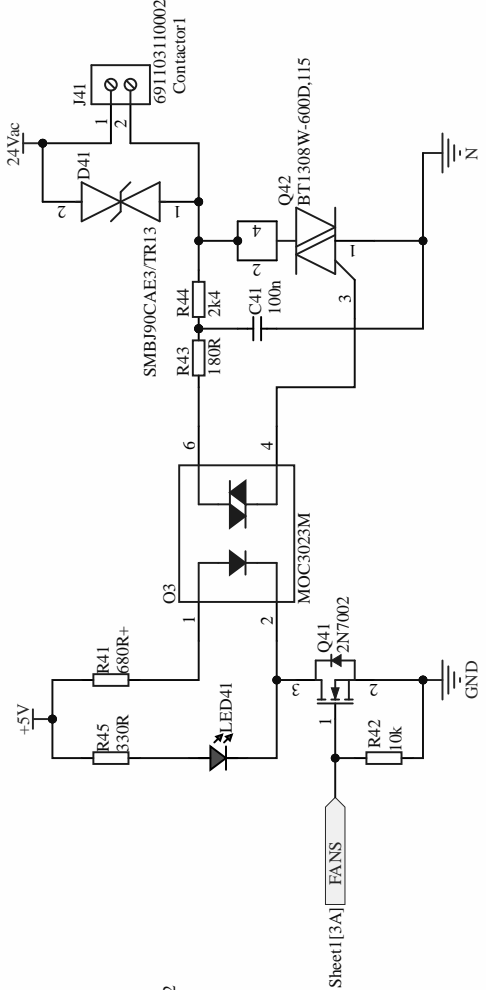 24Vac
J41
1
2
691103110002
Contactor1
D41
2
1
SMBJ90CAE3/TR13
Q42
BT1308W-600D,115
4
2
1
3
N
R44
2k4
C41
100n
R43
180R
6
4
O3
MOC3023M
1
2
+5V
R41
680R+
R45
330R
LED41
Q41
2N7002
3
1
2
R42
10k
GND
FANS
Sheet1[3A]